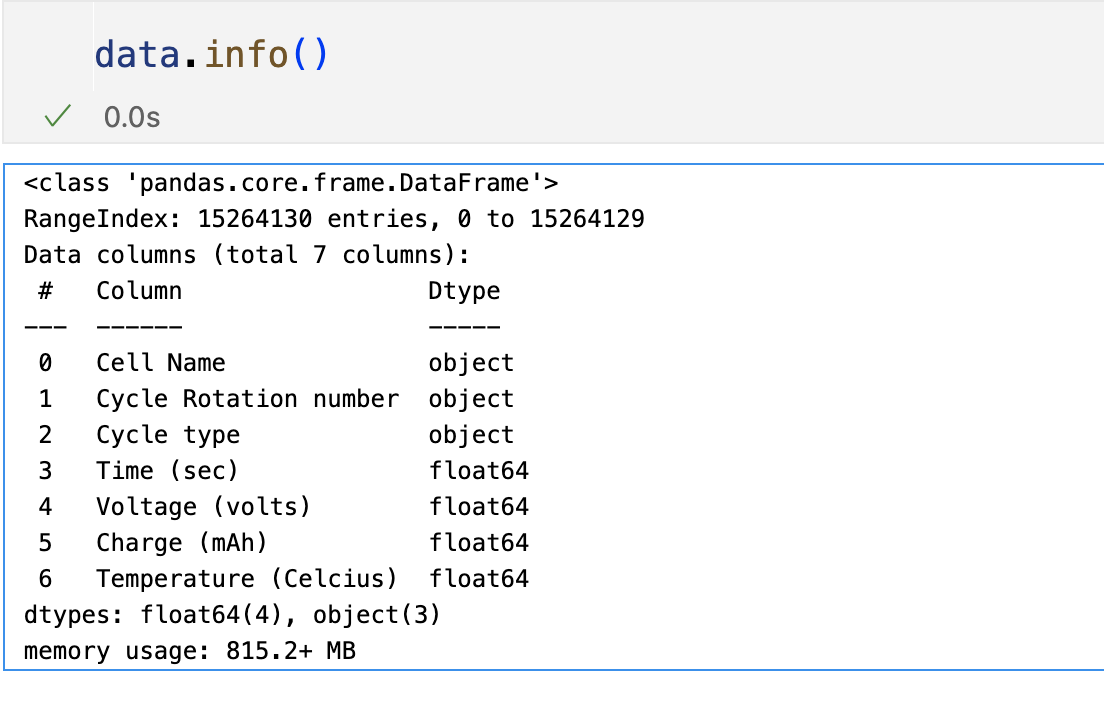 data.info()
0.0s
<class 'pandas.core.frame.DataFrame'>
RangeIndex: 15264130 entries, 0 to 15264129
Data columns (total 7 columns):
 #   Column                 Dtype
---  ------                 -----
 0   Cell Name              object
 1   Cycle Rotation number  object
 2   Cycle type             object
 3   Time (sec)             float64
 4   Voltage (volts)        float64
 5   Charge (mAh)           float64
 6   Temperature (Celcius)  float64
dtypes: float64(4), object(3)
memory usage: 815.2+ MB